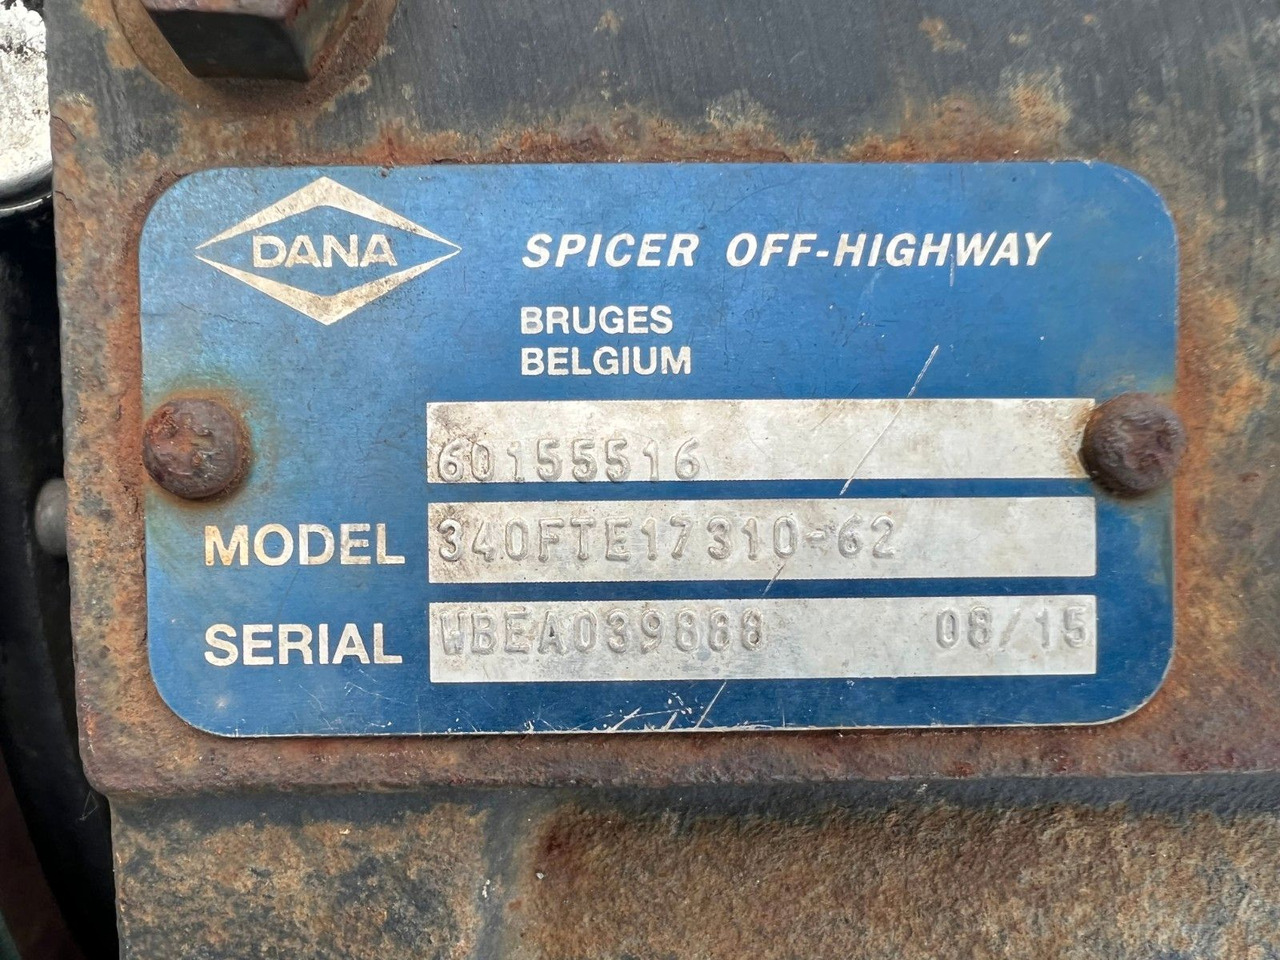 DANA
SPICER OFF-HIGHWAY
BRUGES
BELGIUM
60155516
MODEL 340FTE17310-62
SERIAL WBEA039888 08/15